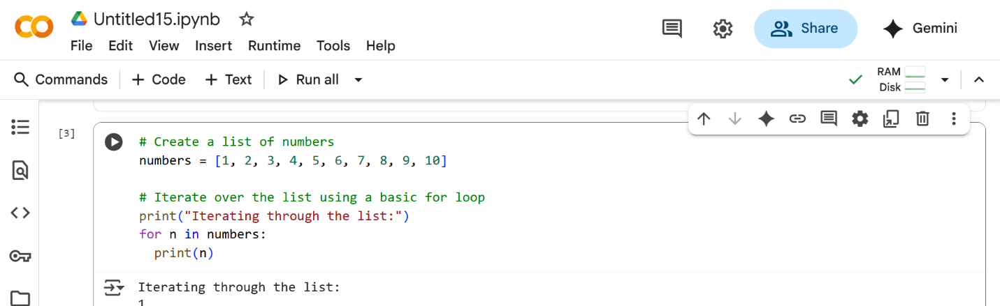 Untitled15.ipynb
File Edit View Insert Runtime Tools Help
Share
Gemini
Commands + Code + Text Run all
RAM
Disk
[3]
# Create a list of numbers
numbers = [1, 2, 3, 4, 5, 6, 7, 8, 9, 10]
# Iterate over the list using a basic for loop
print("Iterating through the list:")
for n in numbers:
  print(n)
Iterating through the list:
1